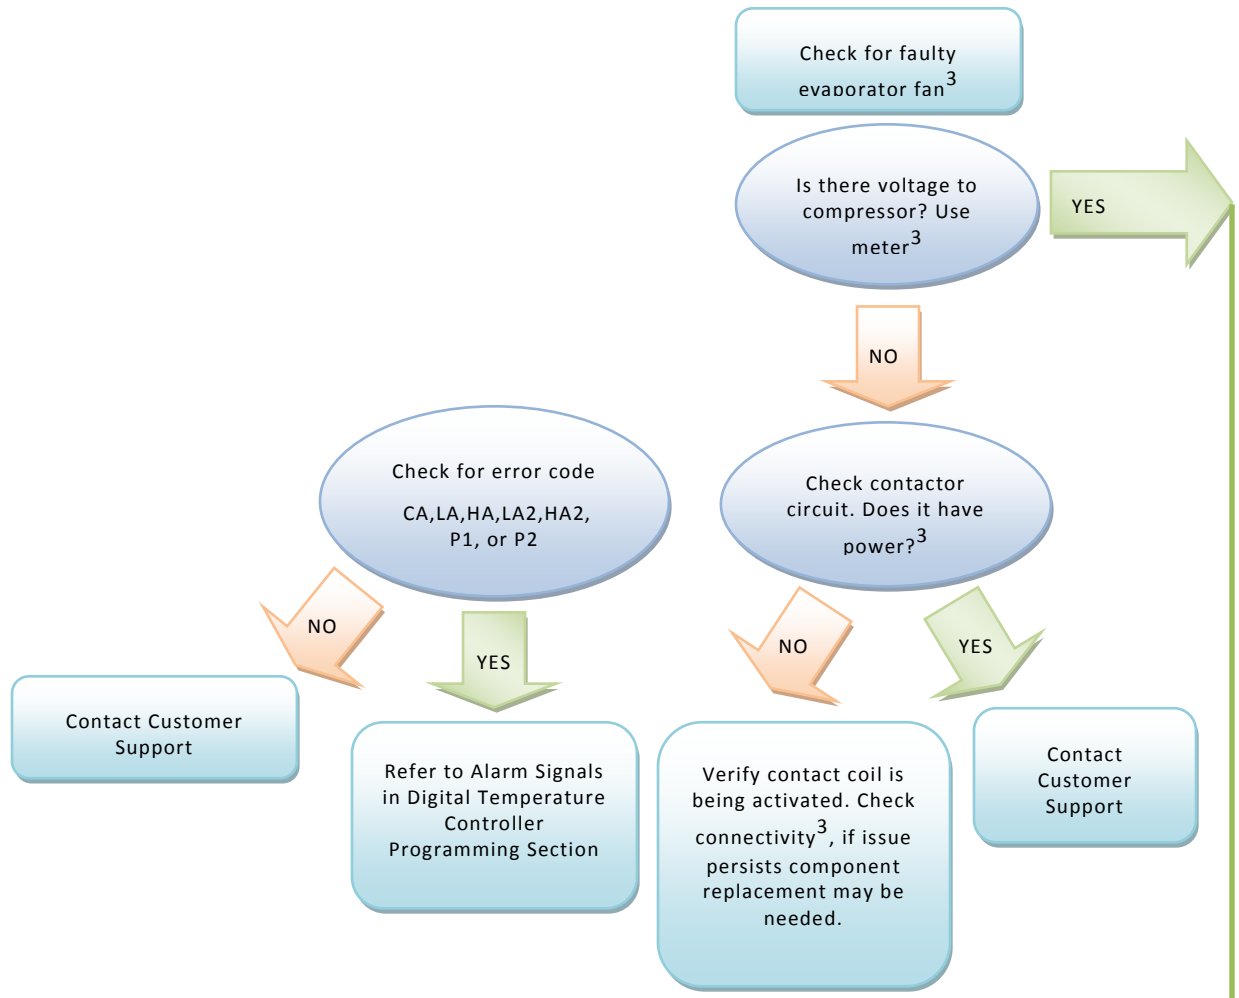 Check for faulty
evaporator fan3
Is there voltage to
compressor? Use
meter3
YES
NO
Check for error code
CA,LA,HA,LA2,HA2,
P1, or P2
Check contactor
circuit. Does it have
power?3
NO
YES
NO
YES
Contact Customer
Support
Refer to Alarm Signals
in Digital Temperature
Controller
Programming Section
Verify contact coil is
being activated. Check
connectivity3, if issue
persists component
replacement may be
needed.
Contact
Customer
Support